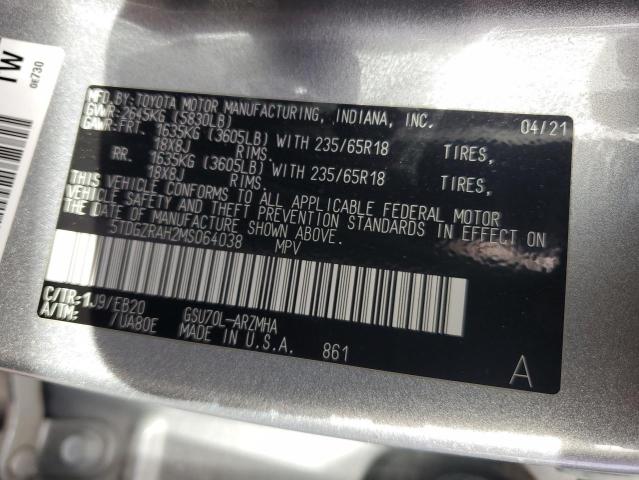 MFD.BY:TOYOTA MOTOR MANUFACTURING, INDIANA, INC. 04/21
GVWR:2645KG (5830LB)
GAWR:FRT. 1635KG (3605LB) WITH 235/65R18 TIRES,
18X8J RIMS.
RR. 1635KG (3605LB) WITH 235/65R18 TIRES,
18X8J RIMS.
THIS VEHICLE CONFORMS TO ALL APPLICABLE FEDERAL MOTOR
VEHICLE SAFETY AND THEFT PREVENTION STANDARDS IN EFFECT ON
THE DATE OF MANUFACTURE SHOWN ABOVE.
5TDGZRAH2MS064038 MPV
C/TR:1J9/EB20 GSU70L-ARZMHA
A/TM: /UA80E MADE IN U.S.A. 861
A
0E730